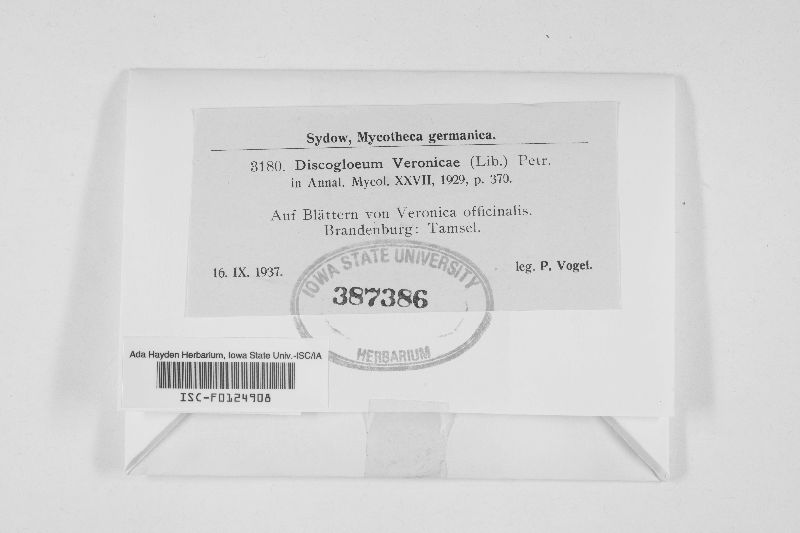 Sydow, Mycotheca germanica.
3180. Discogloeum Veronicae (Lib.) Petr.
in Annal. Mycol. XXVII, 1929, p. 370.
Auf Blättern von Veronica officinalis.
Brandenburg: Tamsel.
16. IX. 1937.
leg. P. Vogel.
IOWA STATE UNIVERSITY
387386
HERBARIUM
Ada Hayden Herbarium, Iowa State Univ.-ISC/IA
ISC-F0124908